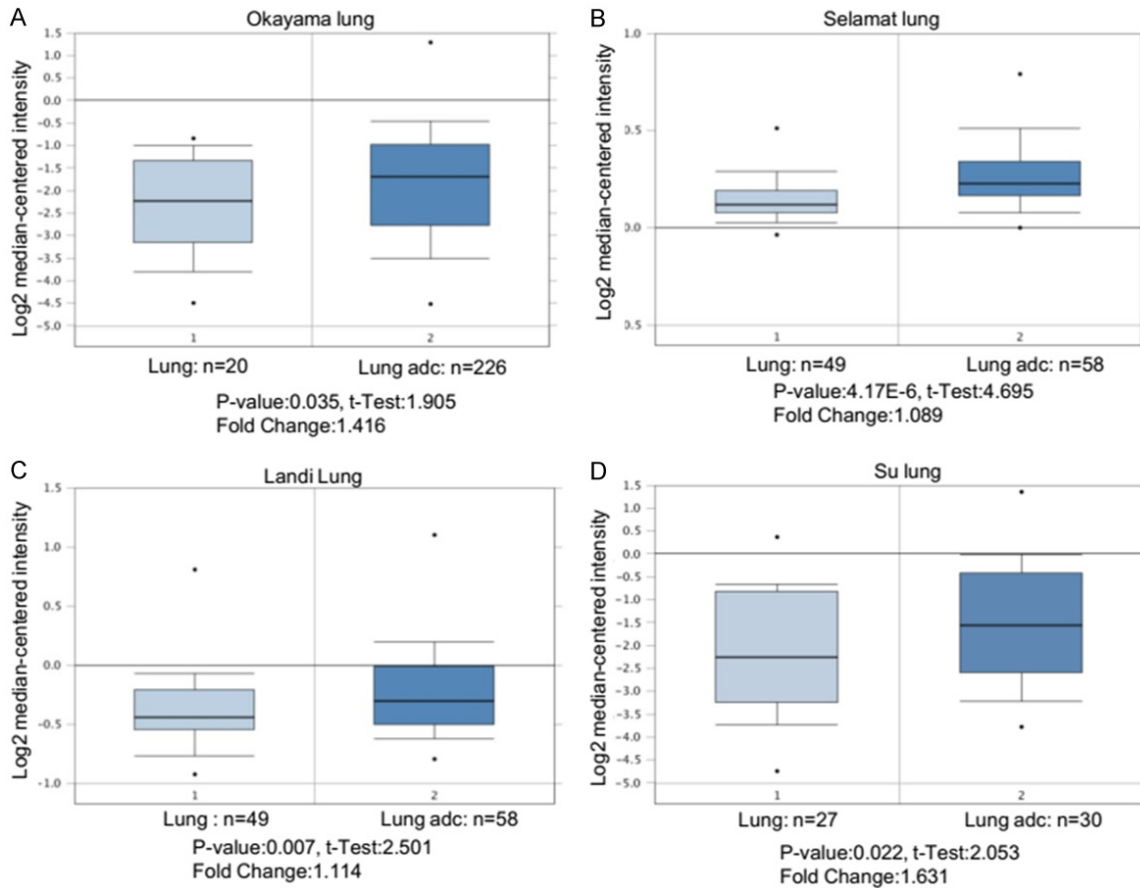 A
Okayama lung
Log2 median-centered intensity
1.5
1.0
0.5
0.0
-0.5
-1.0
-1.5
-2.0
-2.5
-3.0
-3.5
-4.0
-4.5
-5.0
1
2
Lung: n=20
Lung adc: n=226
P-value:0.035, t-Test:1.905
Fold Change:1.416
B
Selamat lung
Log2 median-centered intensity
1.0
0.5
0.0
0.5
1
2
Lung: n=49
Lung adc: n=58
P-value:4.17E-6, t-Test:4.695
Fold Change:1.089
C
Landi Lung
Log2 median-centered intensity
1.5
1.0
0.5
0.0
-0.5
-1.0
1
2
Lung : n=49
Lung adc: n=58
P-value:0.007, t-Test:2.501
Fold Change:1.114
D
Su lung
Log2 median-centered intensity
1.5
1.0
0.5
0.0
-0.5
-1.0
-1.5
-2.0
-2.5
-3.0
-3.5
-4.0
-4.5
-5.0
1
2
Lung: n=27
Lung adc: n=30
P-value:0.022, t-Test:2.053
Fold Change:1.631